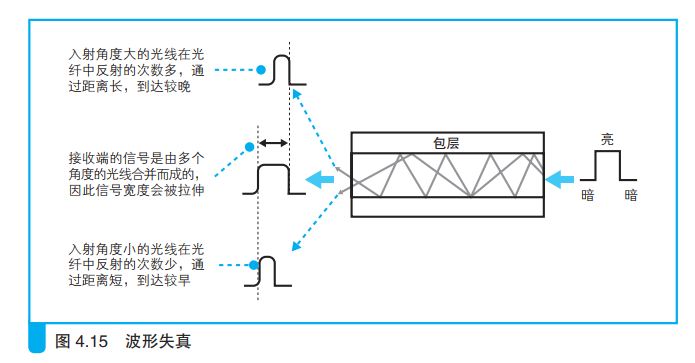 入射角度大的光线在光
纤中反射的次数多，通
过距离长，到达较晚
接收端的信号是由多个
角度的光线合并而成的，
因此信号宽度会被拉伸
入射角度小的光线在光
纤中反射的次数少，通
过距离短，到达较早
包层
亮
暗 暗
图 4.15 波形失真